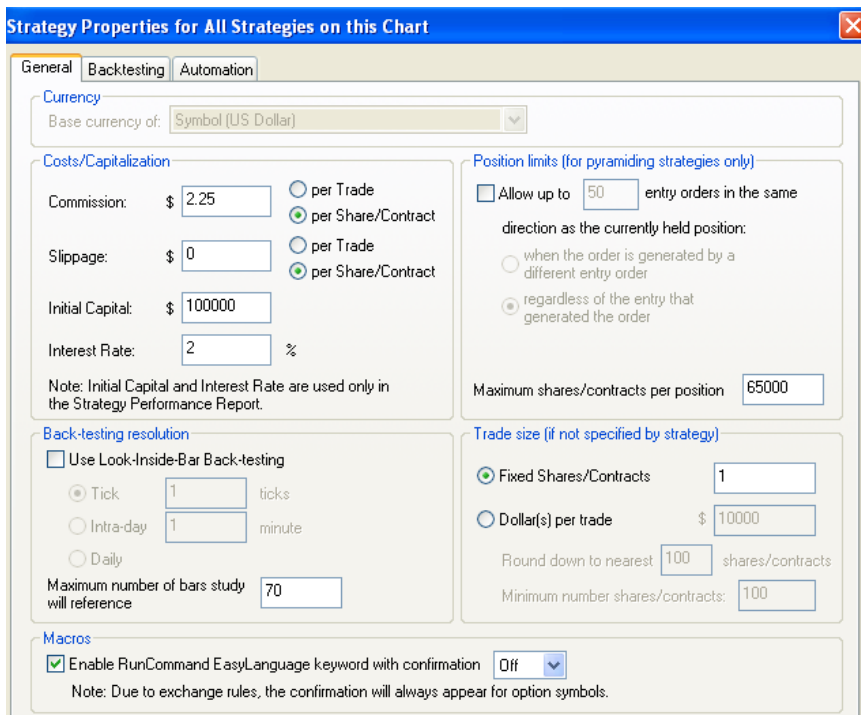 Strategy Properties for All Strategies on this Chart
General Backtesting Automation
Currency
Base currency of: Symbol (US Dollar)
Costs/Capitalization
Commission: $ 2.25
per Trade
per Share/Contract
Slippage: $ 0
per Trade
per Share/Contract
Initial Capital: $ 100000
Interest Rate: 2 %
Note: Initial Capital and Interest Rate are used only in
the Strategy Performance Report.
Position limits (for pyramiding strategies only)
Allow up to 50 entry orders in the same
direction as the currently held position:
when the order is generated by a
different entry order
regardless of the entry that
generated the order
Maximum shares/contracts per position 65000
Back-testing resolution
Use Look-Inside-Bar Back-testing
Tick 1 ticks
Intra-day 1 minute
Daily
Maximum number of bars study
will reference
70
Trade size (if not specified by strategy)
Fixed Shares/Contracts 1
Dollar(s) per trade $ 10000
Round down to nearest 100 shares/contracts
Minimum number shares/contracts: 100
Macros
Enable RunCommand EasyLanguage keyword with confirmation Off
Note: Due to exchange rules, the confirmation will always appear for option symbols.